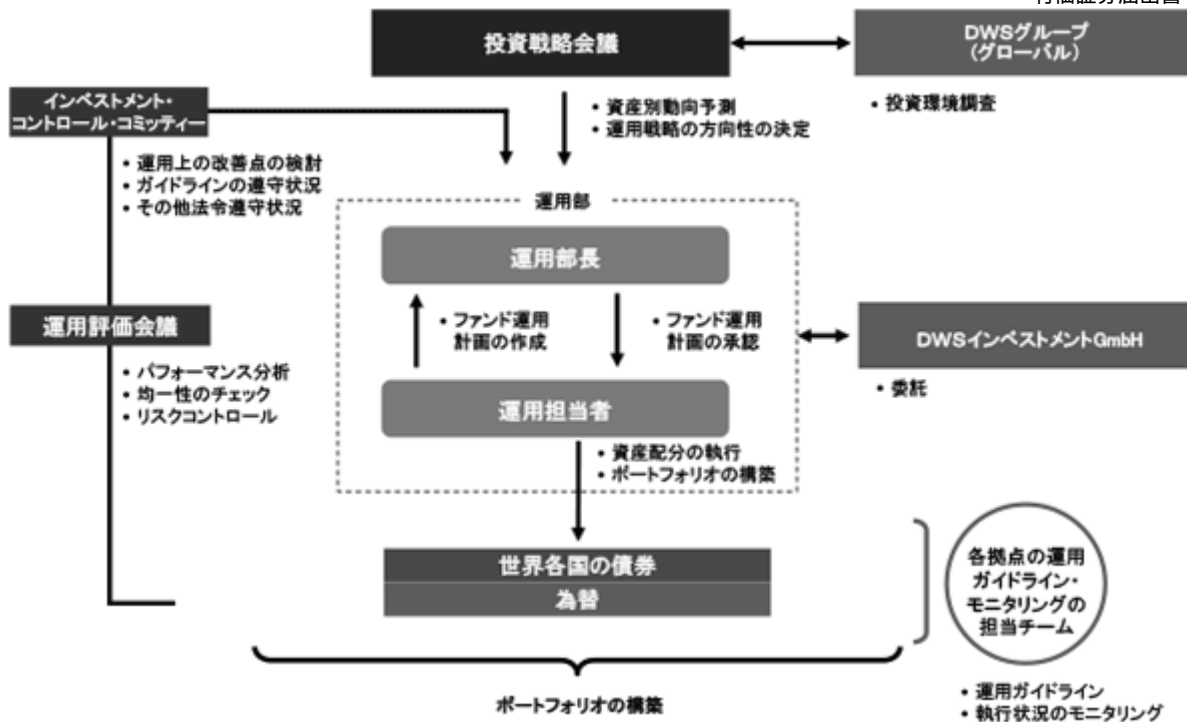 投資戦略会議
DWSグループ
(グローバル)
• 投資環境調査
インベストメント・
コントロール・コミッティー
• 資産別動向予測
• 運用戦略の方向性の決定
• 運用上の改善点の検討
• ガイドラインの遵守状況
• その他法令遵守状況
運用部
運用部長
• ファンド運用
計画の作成
• ファンド運用
計画の承認
運用評価会議
DWSインベストメントGmbH
• パフォーマンス分析
• 均一性のチェック
• リスクコントロール
• 委託
運用担当者
• 資産配分の執行
• ポートフォリオの構築
世界各国の債券
為替
各拠点の運用
ガイドライン・
モニタリングの
担当チーム
ポートフォリオの構築
• 運用ガイドライン
• 執行状況のモニタリング